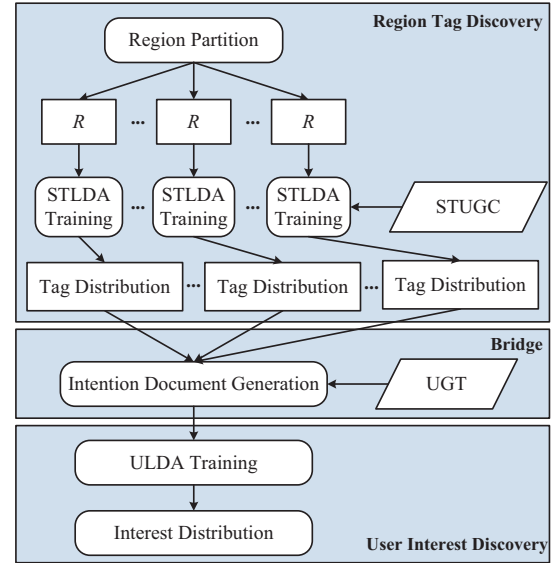 Region Tag Discovery
Region Partition
R ... R ... R
STLDA Training ... STLDA Training ... STLDA Training
STUGC
Tag Distribution ... Tag Distribution ... Tag Distribution
Bridge
Intention Document Generation
UGT
ULDA Training
Interest Distribution
User Interest Discovery